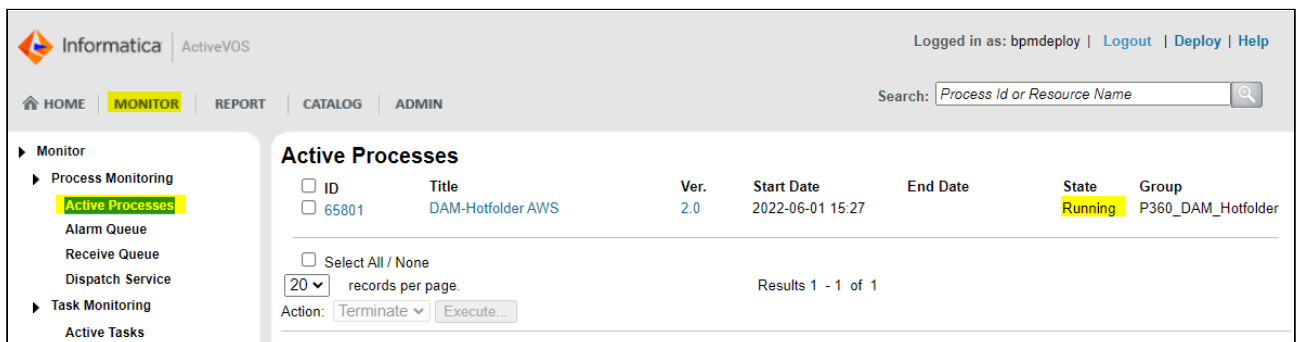 Informatica | ActiveVOS
Logged in as: bpmdeploy | Logout | Deploy | Help
HOME MONITOR REPORT CATALOG ADMIN
Search: Process Id or Resource Name
Monitor
Process Monitoring
Active Processes
Alarm Queue
Receive Queue
Dispatch Service
Task Monitoring
Active Tasks
Active Processes
ID Title Ver. Start Date End Date State Group
65801 DAM-Hotfolder AWS 2.0 2022-06-01 15:27 Running P360_DAM_Hotfolder
Select All / None
20 records per page. Results 1 - 1 of 1
Action: Terminate Execute...